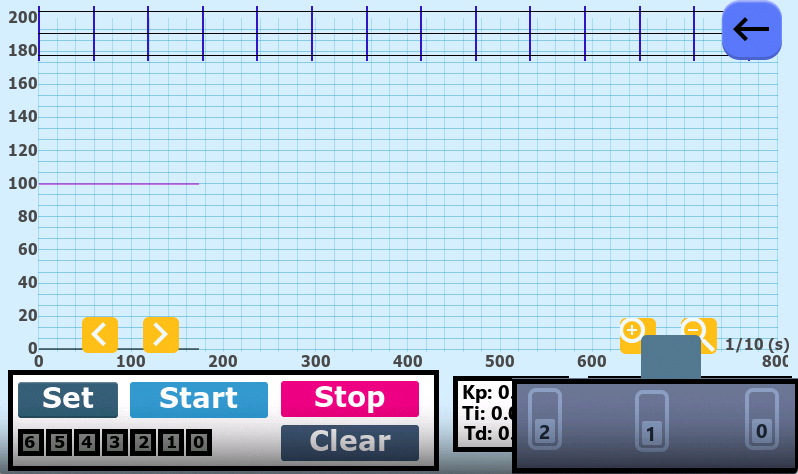 200
180
160
140
120
100
80
60
40
20
0
100
200
300
400
500
600
800
1/10 (s)
Set
Start
Stop
6 5 4 3 2 1 0
Clear
Kp: 0.
Ti: 0.0
Td: 0.
2
1
0